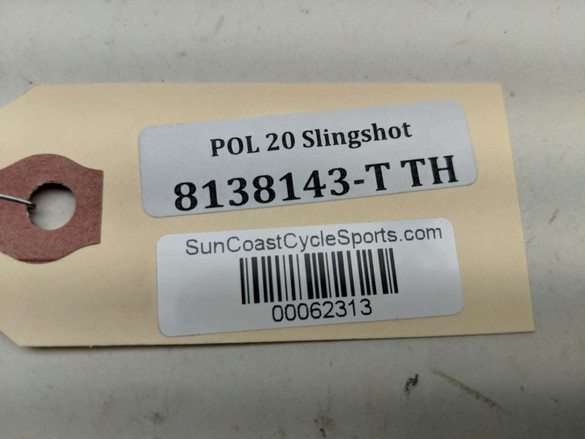 POL 20 Slingshot
8138143-T TH
SunCoastCycleSports.com
00062313